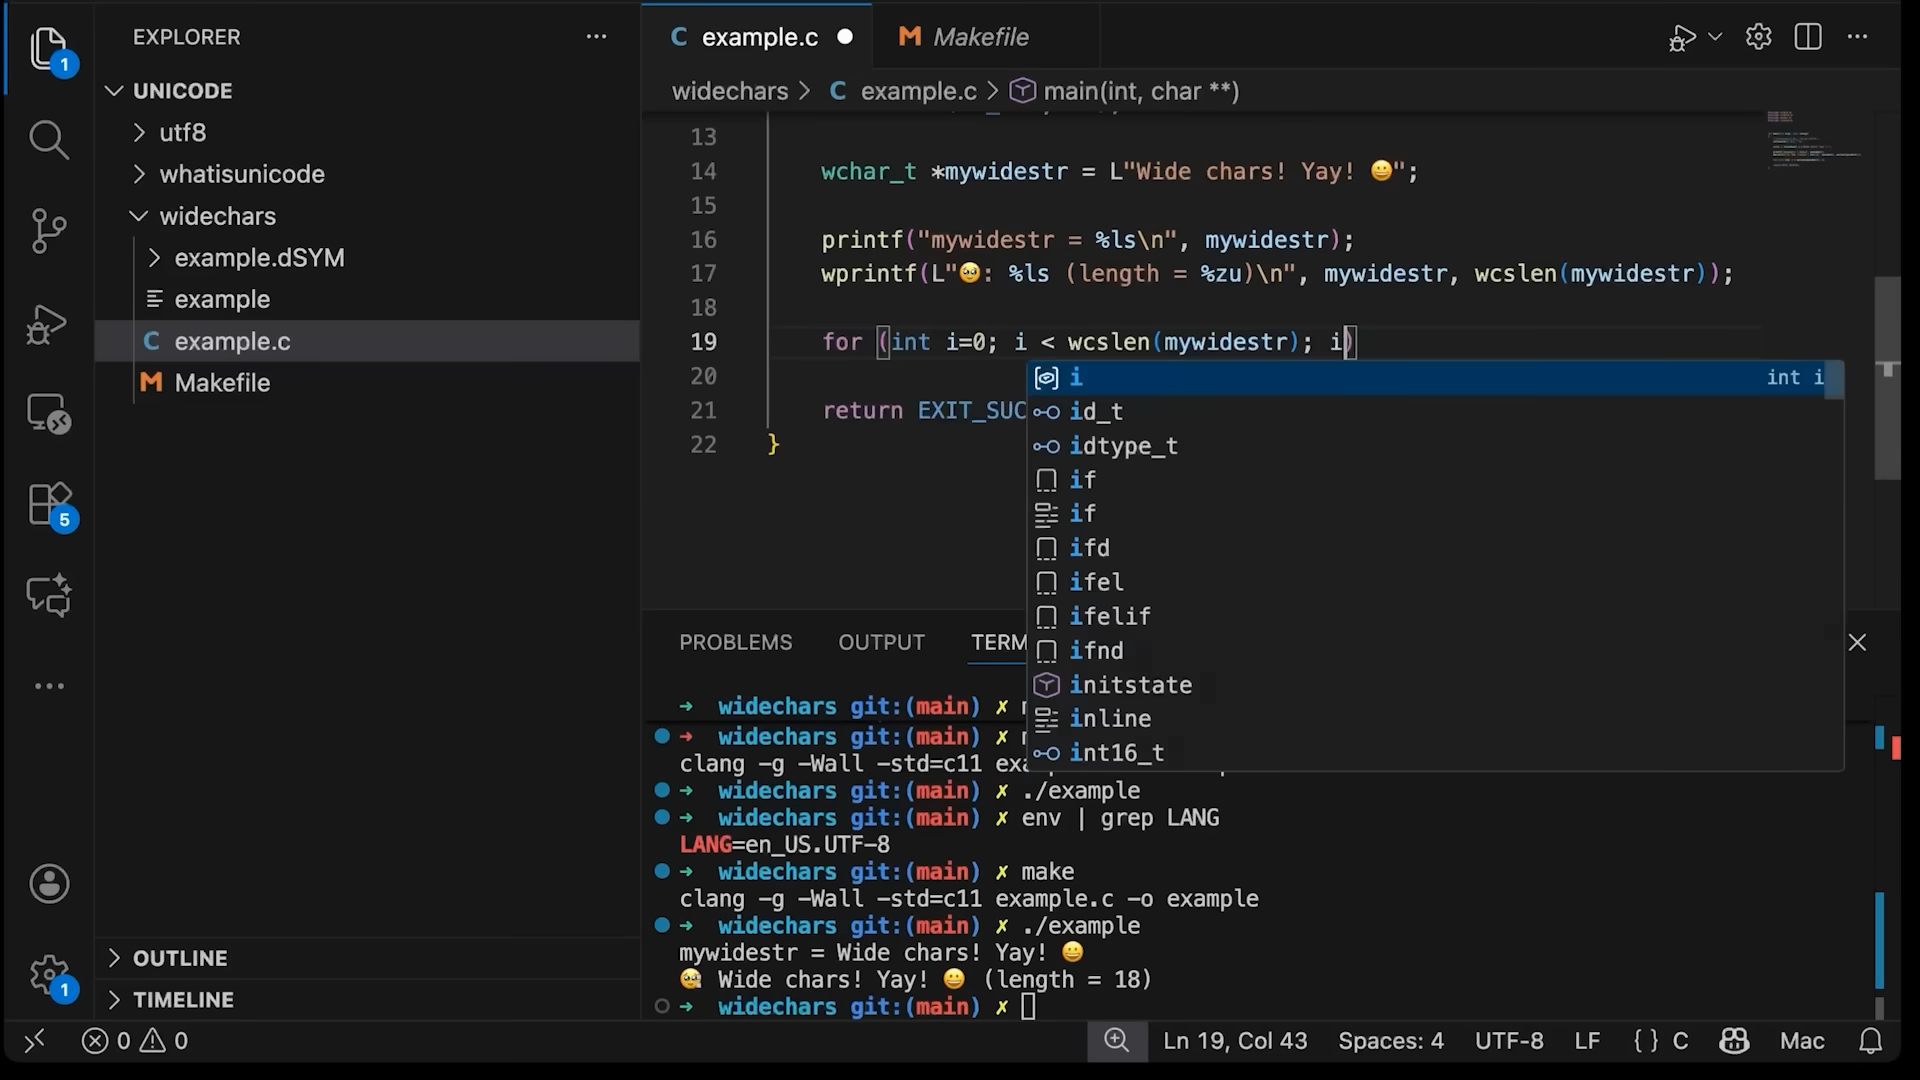 EXPLORER
1
UNICODE
utf8
whatisunicode
widechars
example.dSYM
example
C example.c
M Makefile
5
OUTLINE
TIMELINE
1
C example.c
M Makefile
widechars > C example.c > main(int, char **)
13
14 wchar_t *mywidestr = L"Wide chars! Yay! 😀";
15
16 printf("mywidestr = %ls\n", mywidestr);
17 wprintf(L"🥹: %ls (length = %zu)\n", mywidestr, wcslen(mywidestr));
18
19 for (int i=0; i < wcslen(mywidestr); i)
20
21 return EXIT_SUC
22 }
i int i
id_t
idtype_t
if
if
ifd
ifel
ifelif
ifnd
initstate
inline
int16_t
PROBLEMS OUTPUT TERM
➜ widechars git:(main) ✗
➜ widechars git:(main) ✗
clang -g -Wall -std=c11
➜ widechars git:(main) ✗ ./example
➜ widechars git:(main) ✗ env | grep LANG
LANG=en_US.UTF-8
➜ widechars git:(main) ✗ make
clang -g -Wall -std=c11 example.c -o example
➜ widechars git:(main) ✗ ./example
mywidestr = Wide chars! Yay! 😀
🥹 Wide chars! Yay! 😀 (length = 18)
➜ widechars git:(main) ✗
0 0 Ln 19, Col 43 Spaces: 4 UTF-8 LF { } C Mac